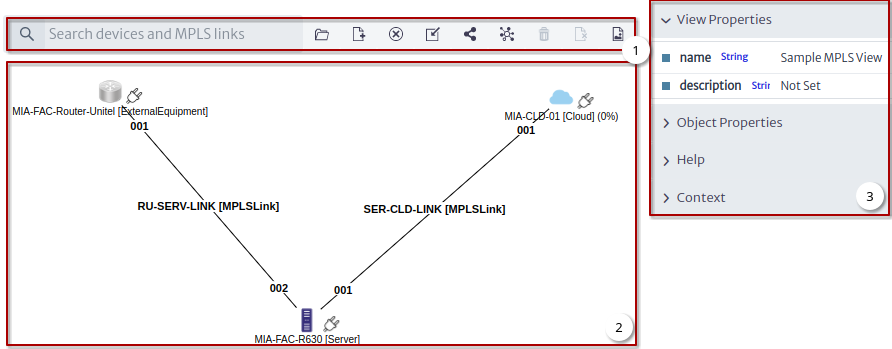 Search devices and MPLS links
1
MIA-FAC-Router-Unitel [ExternalEquipment]
001
MIA-CLD-01 [Cloud] (0%)
001
RU-SERV-LINK [MPLSLink]
SER-CLD-LINK [MPLSLink]
002
001
MIA-FAC-R630 [Server]
2
View Properties
name String Sample MPLS View
description Strir Not Set
Object Properties
Help
Context
3